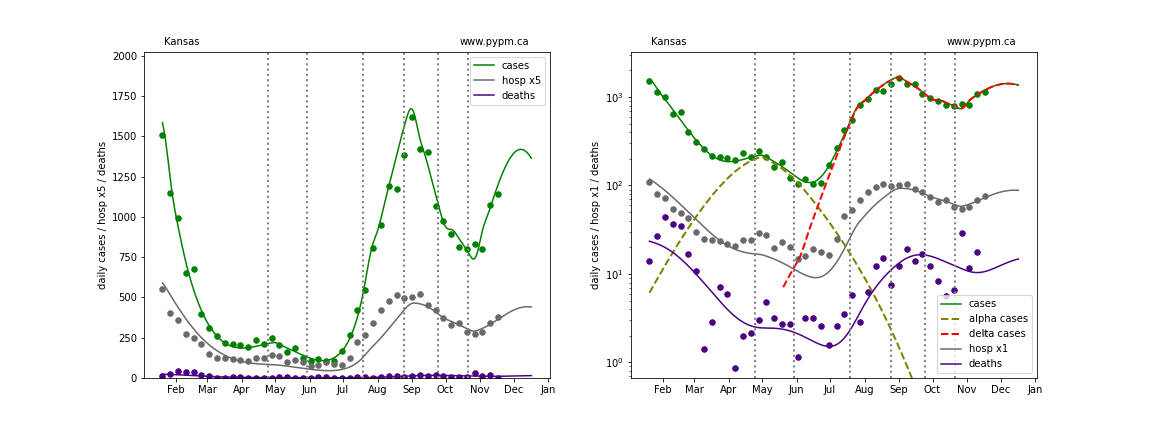 Kansas www.pypm.ca
daily cases / hosp x5 / deaths
2000
1750
1500
1250
1000
750
500
250
0
cases
hosp x5
deaths
Feb Mar Apr May Jun Jul Aug Sep Oct Nov Dec Jan
Kansas www.pypm.ca
daily cases / hosp x1 / deaths
10³
10²
10¹
10⁰
cases
alpha cases
delta cases
hosp x1
deaths
Feb Mar Apr May Jun Jul Aug Sep Oct Nov Dec Jan